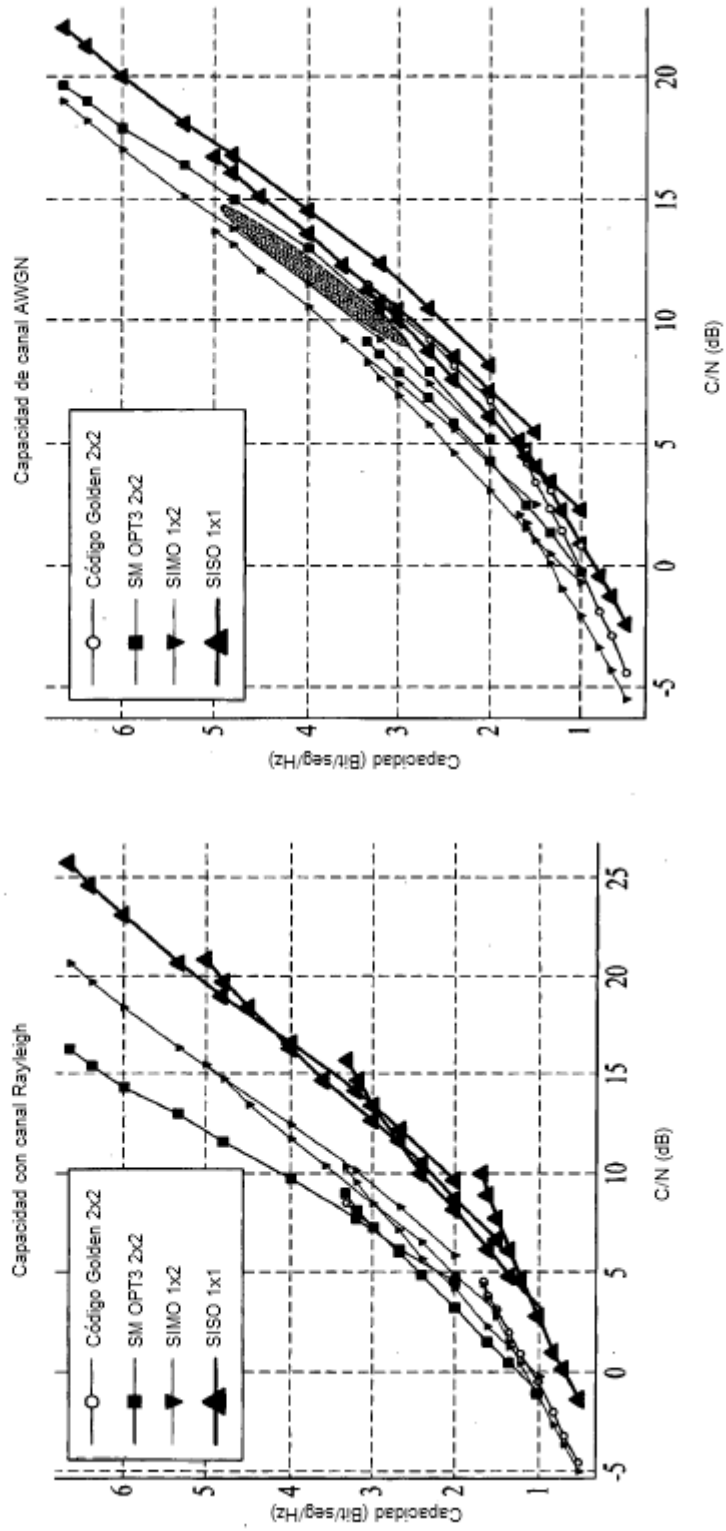 Capacidad con canal Rayleigh
Código Golden 2x2
SM OPT3 2x2
SIMO 1x2
SISO 1x1
Capacidad (Bit/seg/Hz)
6
5
4
3
2
1
-5
0
5
10
15
20
25
C/N (dB)
Capacidad de canal AWGN
Código Golden 2x2
SM OPT3 2x2
SIMO 1x2
SISO 1x1
Capacidad (Bit/seg/Hz)
6
5
4
3
2
1
-5
0
5
10
15
20
C/N (dB)